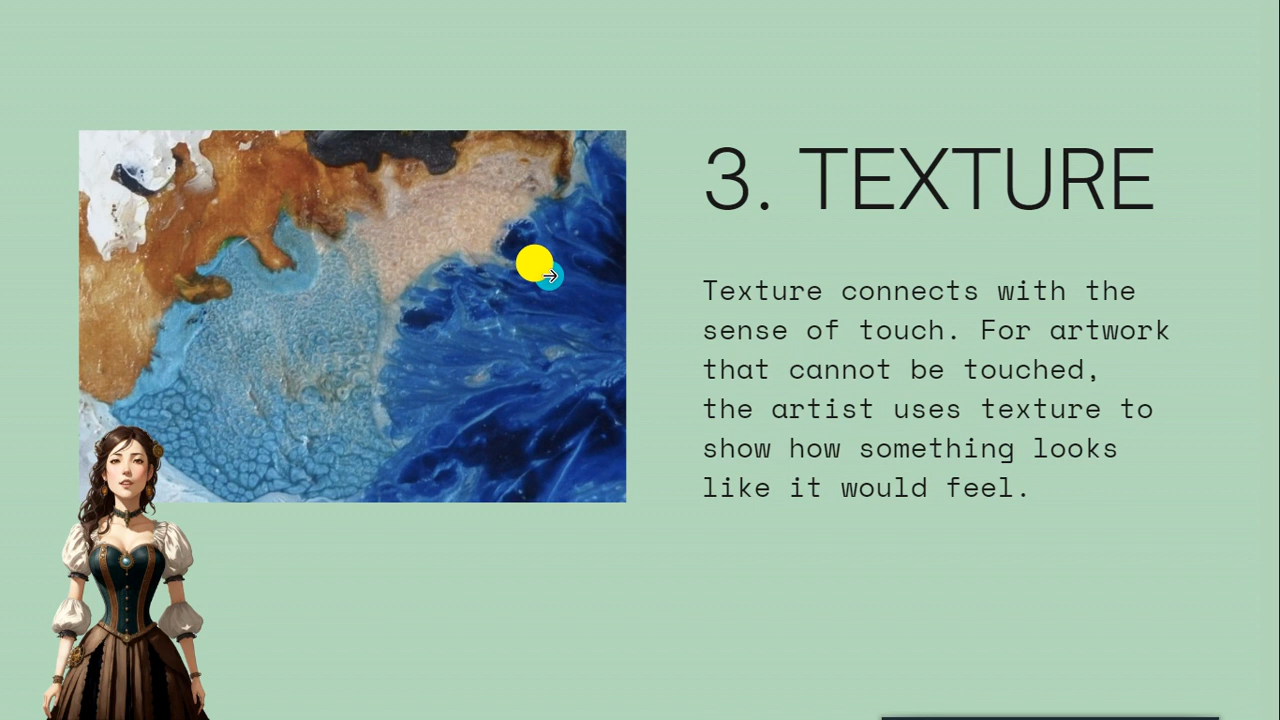 3. TEXTURE
Texture connects with the
sense of touch. For artwork
that cannot be touched,
the artist uses texture to
show how something looks
like it would feel.